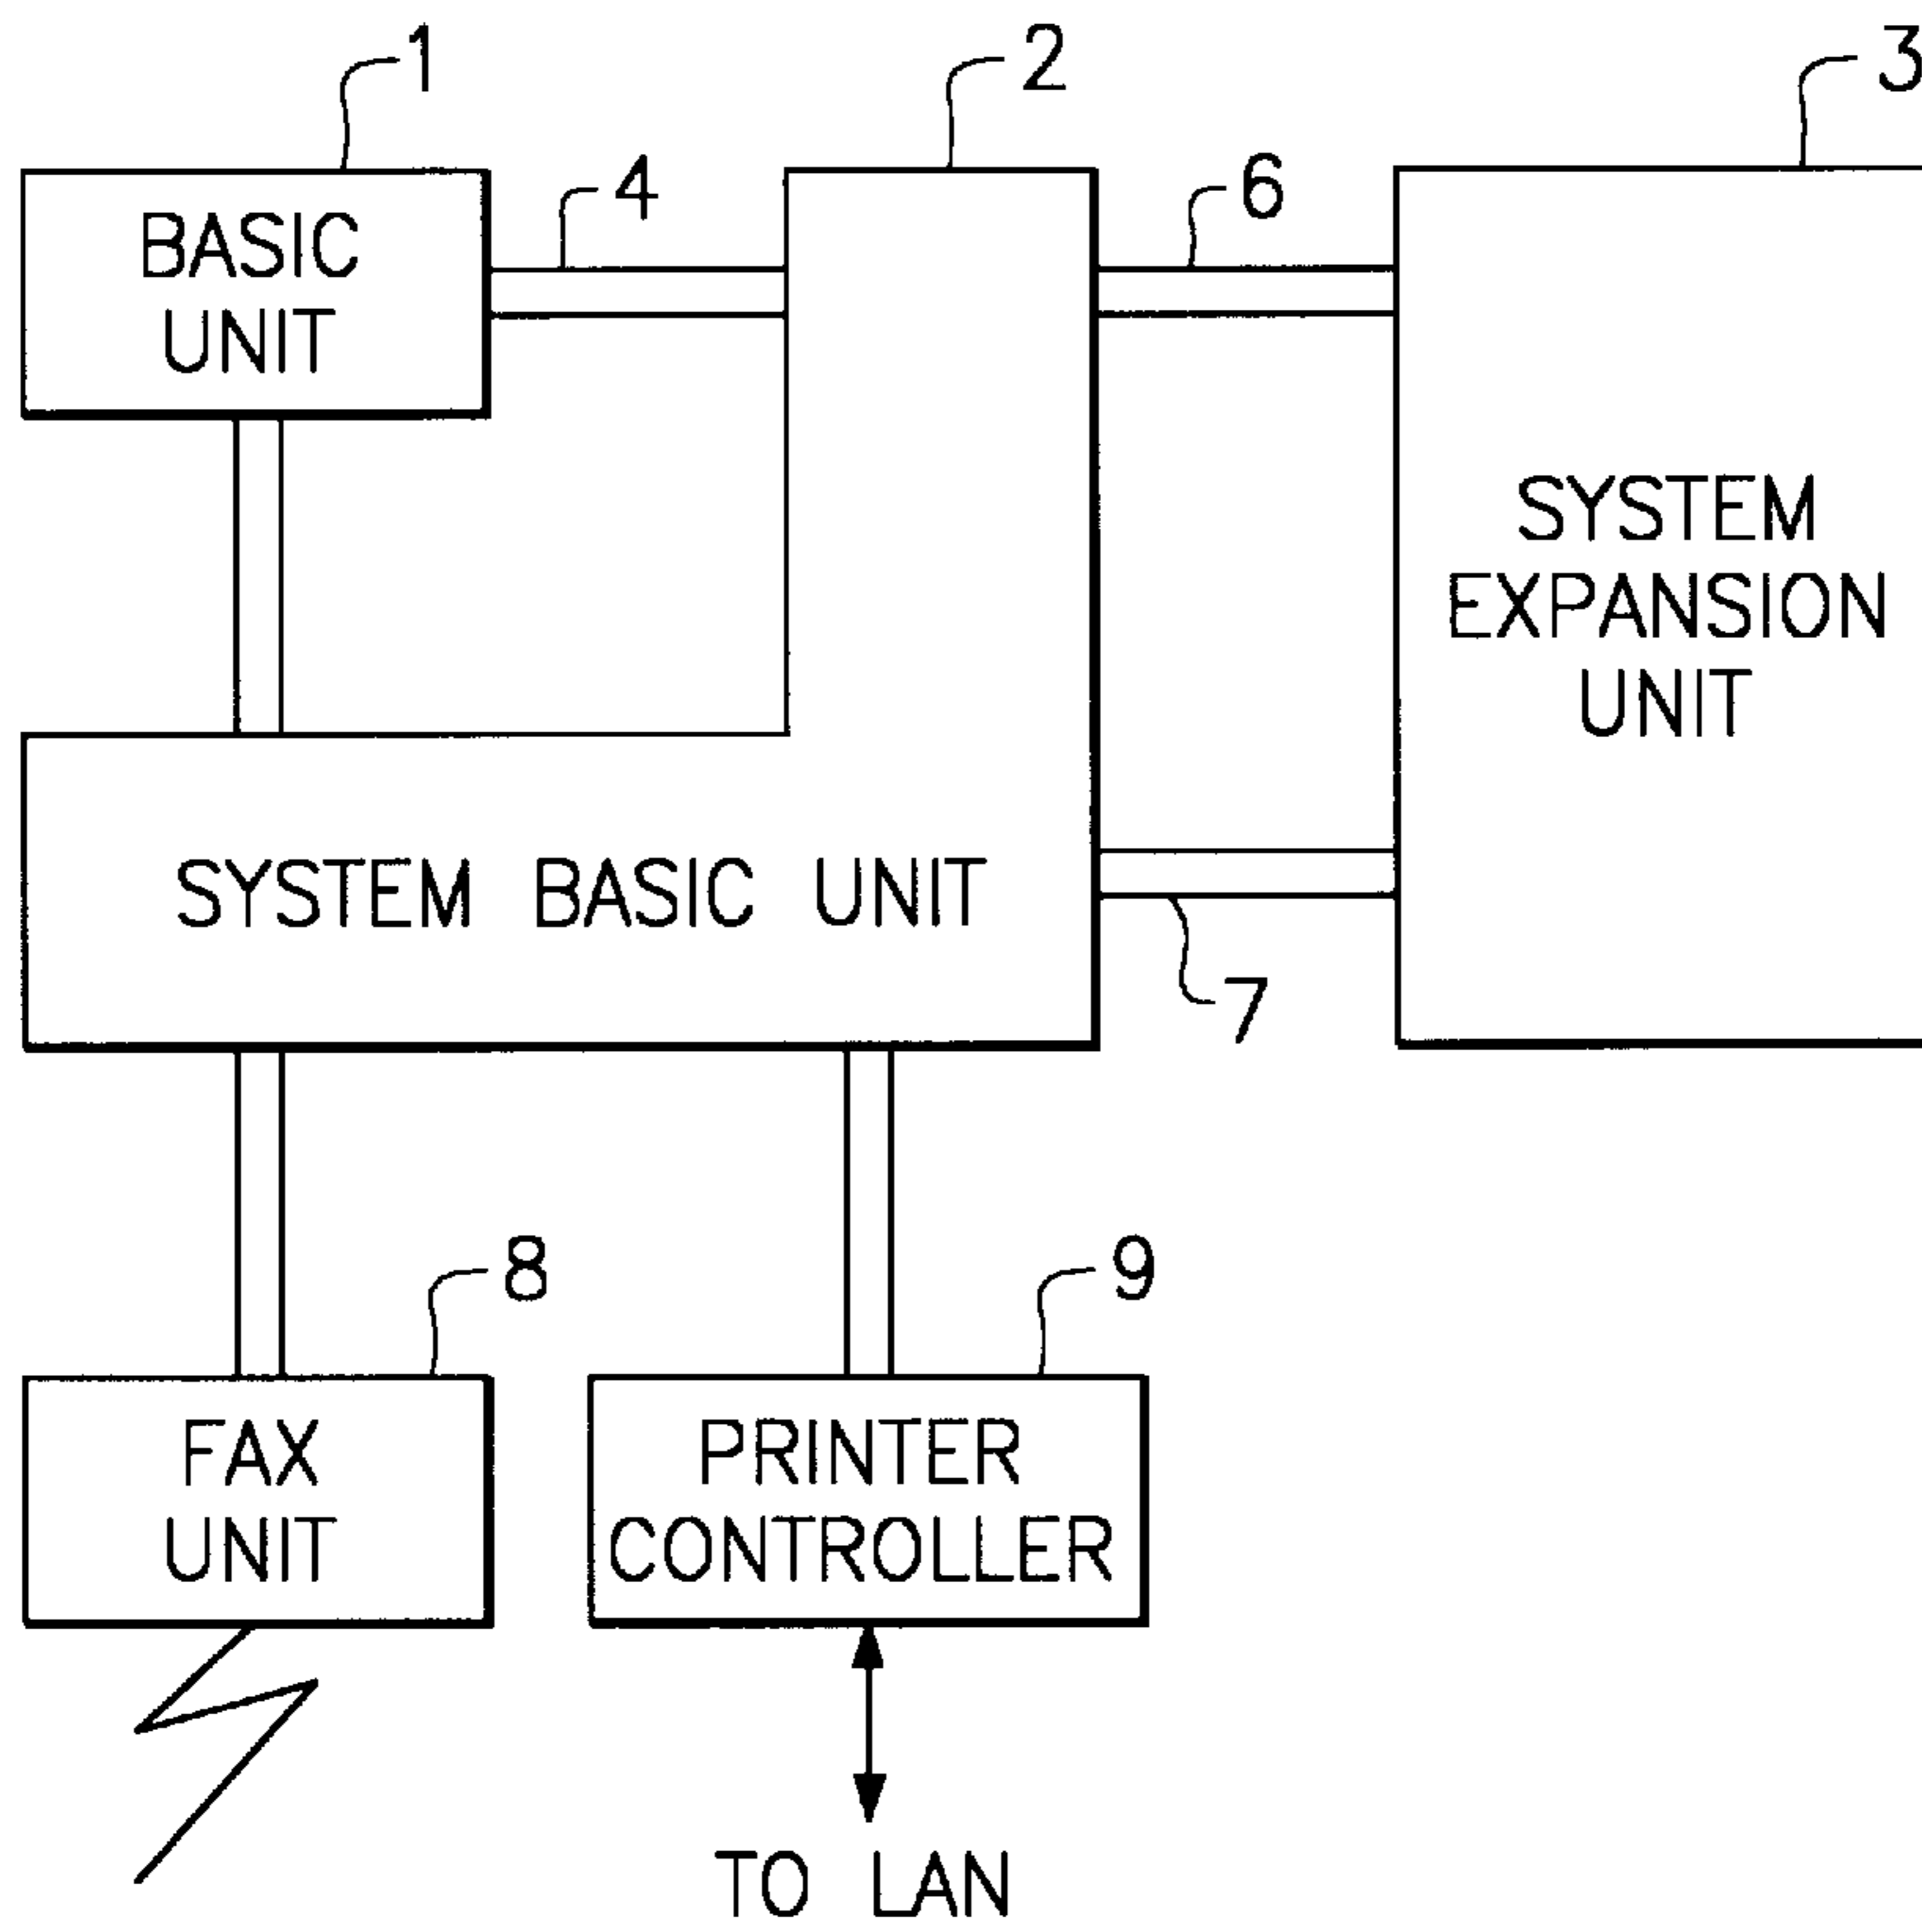 1
2
3
4
6
BASIC
UNIT
SYSTEM
EXPANSION
UNIT
SYSTEM BASIC UNIT
7
8
9
FAX
UNIT
PRINTER
CONTROLLER
TO LAN